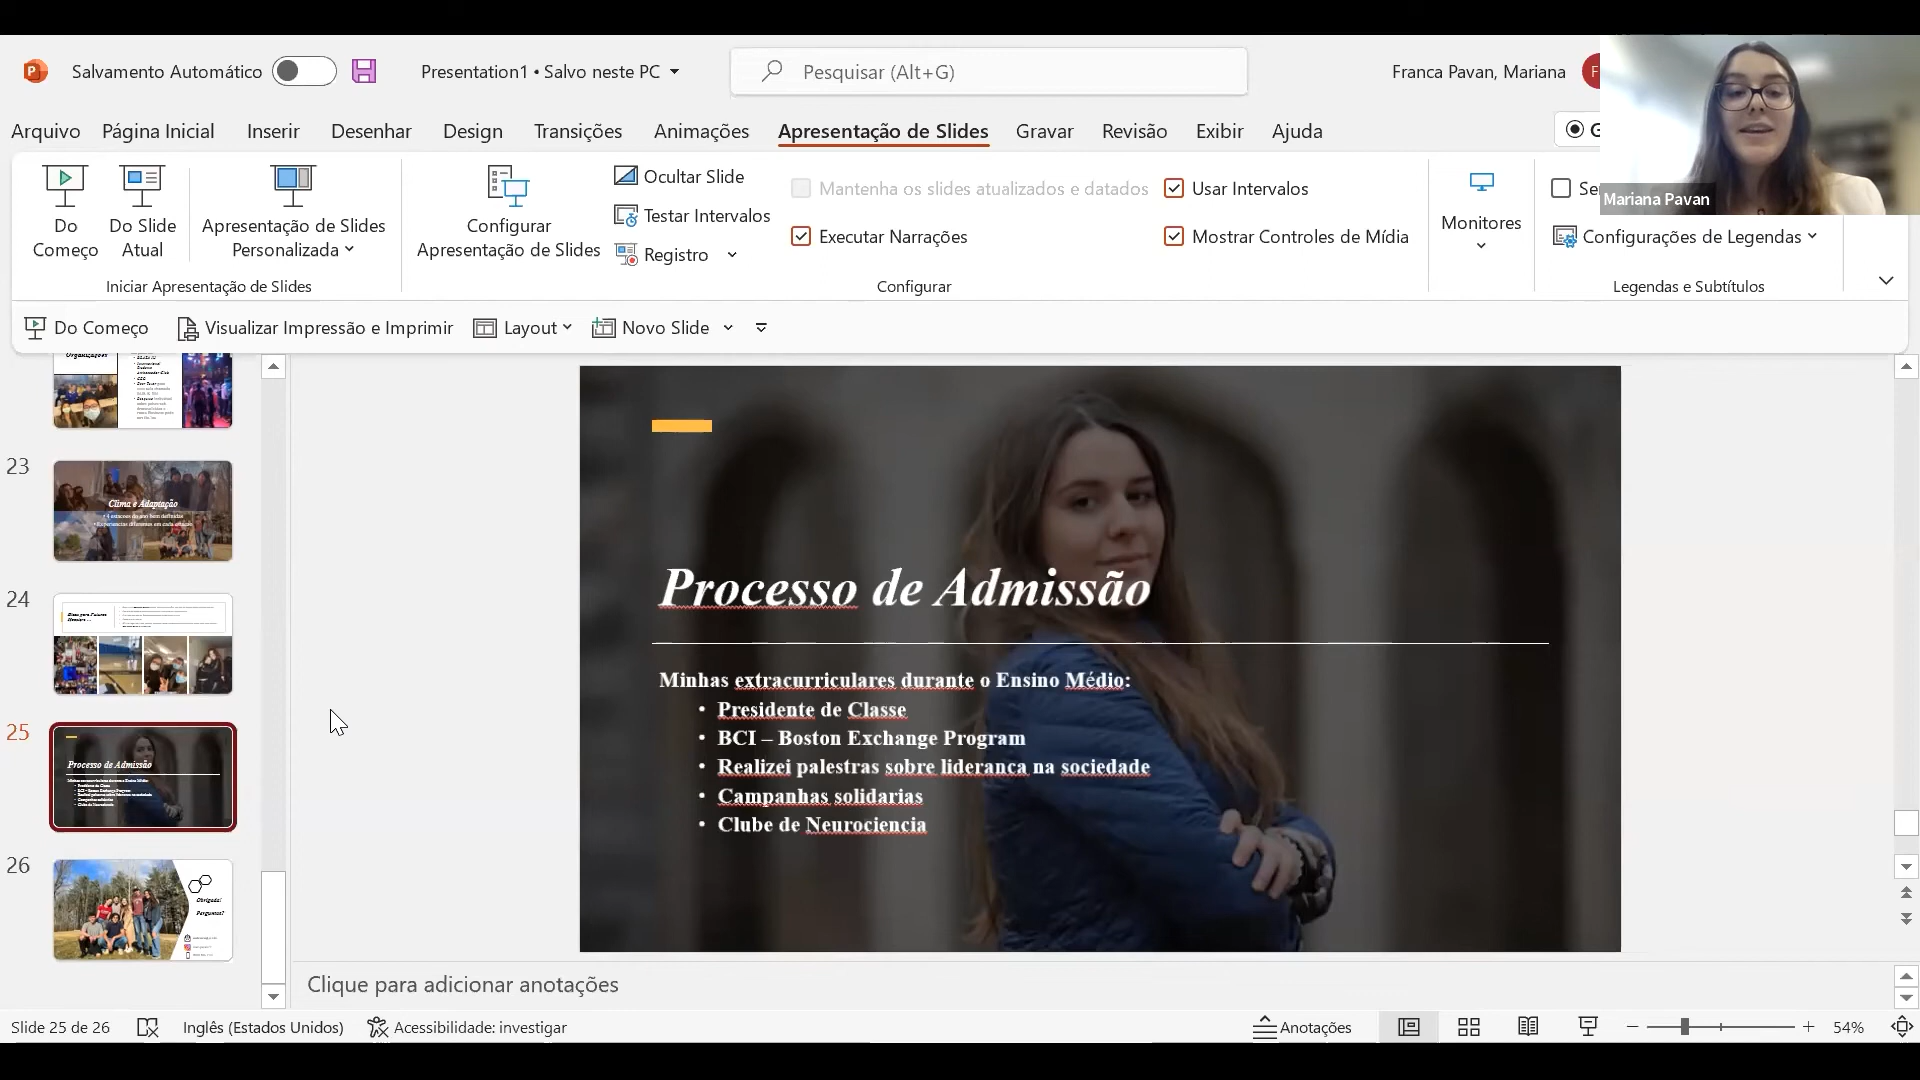 Salvamento Automático
Presentation1 • Salvo neste PC
Pesquisar (Alt+G)
Franca Pavan, Mariana
F
Arquivo Página Inicial Inserir Desenhar Design Transições Animações Apresentação de Slides Gravar Revisão Exibir Ajuda
G
Mariana Pavan
Do Começo
Do Slide Atual
Apresentação de Slides Personalizada
Iniciar Apresentação de Slides
Configurar Apresentação de Slides
Ocultar Slide
Testar Intervalos
Registro
Mantenha os slides atualizados e datados
Executar Narrações
Usar Intervalos
Mostrar Controles de Mídia
Configurar
Monitores
Configurações de Legendas
Legendas e Subtítulos
Do Começo Visualizar Impressão e Imprimir Layout Novo Slide
23
Clima e Adaptação
24
25
Processo de Admissão
26
Obrigada!
Perguntas?
Processo de Admissão
Minhas extracurriculares durante o Ensino Médio:
• Presidente de Classe
• BCI – Boston Exchange Program
• Realizei palestras sobre lideranca na sociedade
• Campanhas solidarias
• Clube de Neurociencia
Clique para adicionar anotações
Slide 25 de 26 Inglês (Estados Unidos) Acessibilidade: investigar Anotações 54%